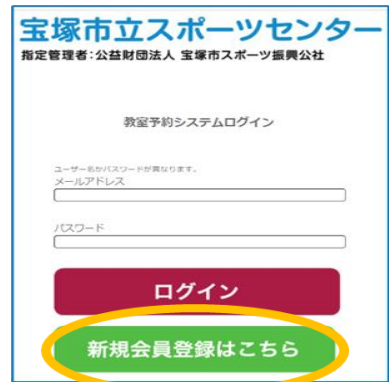 宝塚市立スポーツセンター
指定管理者:公益財団法人 宝塚市スポーツ振興公社
教室予約システムログイン
ユーザー名かパスワードが異なります。
メールアドレス
パスワード
ログイン
新規会員登録はこちら